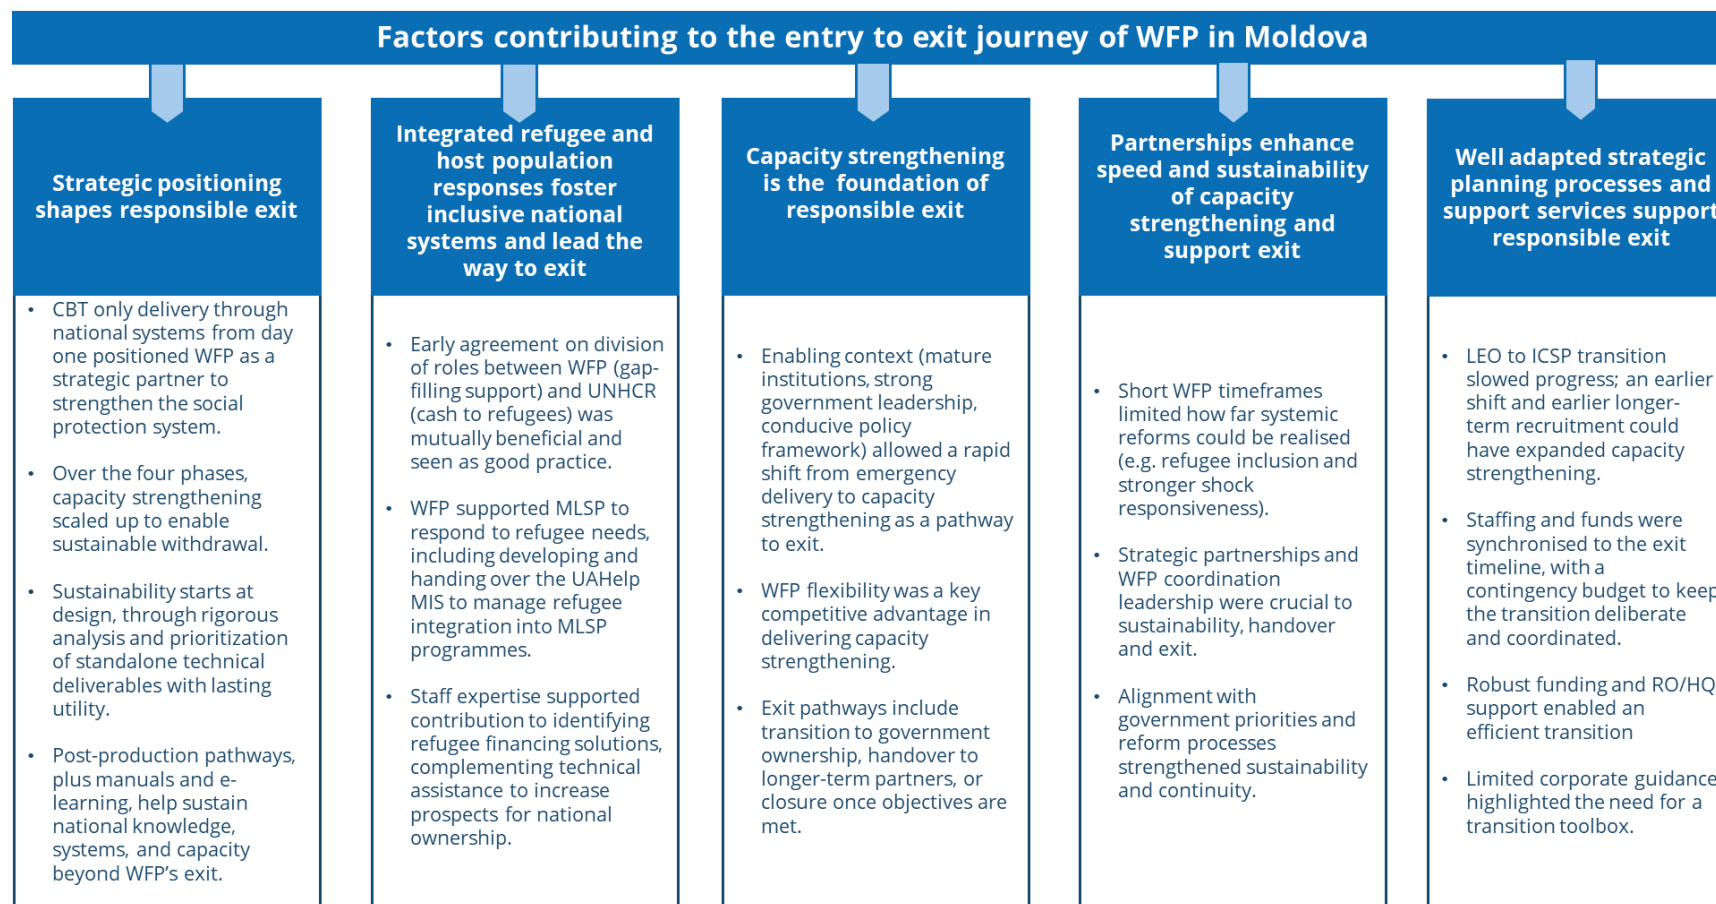 Factors contributing to the entry to exit journey of WFP in Moldova
Strategic positioning
shapes responsible exit
• CBT only delivery through
national systems from day
one positioned WFP as a
strategic partner to
strengthen the social
protection system.
• Over the four phases,
capacity strengthening
scaled up to enable
sustainable withdrawal.
• Sustainability starts at
design, through rigorous
analysis and prioritization
of standalone technical
deliverables with lasting
utility.
• Post-production pathways,
plus manuals and e-
learning, help sustain
national knowledge,
systems, and capacity
beyond WFP's exit.
Integrated refugee and
host population
responses foster
inclusive national
systems and lead the
way to exit
• Early agreement on division
of roles between WFP (gap-
filling support) and UNHCR
(cash to refugees) was
mutually beneficial and
seen as good practice.
• WFP supported MLSP to
respond to refugee needs,
including developing and
handing over the UAHelp
MIS to manage refugee
integration into MLSP
programmes.
• Staff expertise supported
contribution to identifying
refugee financing solutions,
complementing technical
assistance to increase
prospects for national
ownership.
Capacity strengthening
is the foundation of
responsible exit
• Enabling context (mature
institutions, strong
government leadership,
conducive policy
framework) allowed a rapid
shift from emergency
delivery to capacity
strengthening as a pathway
to exit.
• WFP flexibility was a key
competitive advantage in
delivering capacity
strengthening.
• Exit pathways include
transition to government
ownership, handover to
longer-term partners, or
closure once objectives are
met.
Partnerships enhance
speed and sustainability
of capacity
strengthening and
support exit
• Short WFP timeframes
limited how far systemic
reforms could be realised
(e.g. refugee inclusion and
stronger shock
responsiveness).
• Strategic partnerships and
WFP coordination
leadership were crucial to
sustainability, handover
and exit.
• Alignment with
government priorities and
reform processes
strengthened sustainability
and continuity.
Well adapted strategic
planning processes and
support services support
responsible exit
• LEO to ICSP transition
slowed progress; an earlier
shift and earlier longer-
term recruitment could
have expanded capacity
strengthening.
• Staffing and funds were
synchronised to the exit
timeline, with a
contingency budget to keep
the transition deliberate
and coordinated.
• Robust funding and RO/HQ
support enabled an
efficient transition
• Limited corporate guidance
highlighted the need for a
transition toolbox.